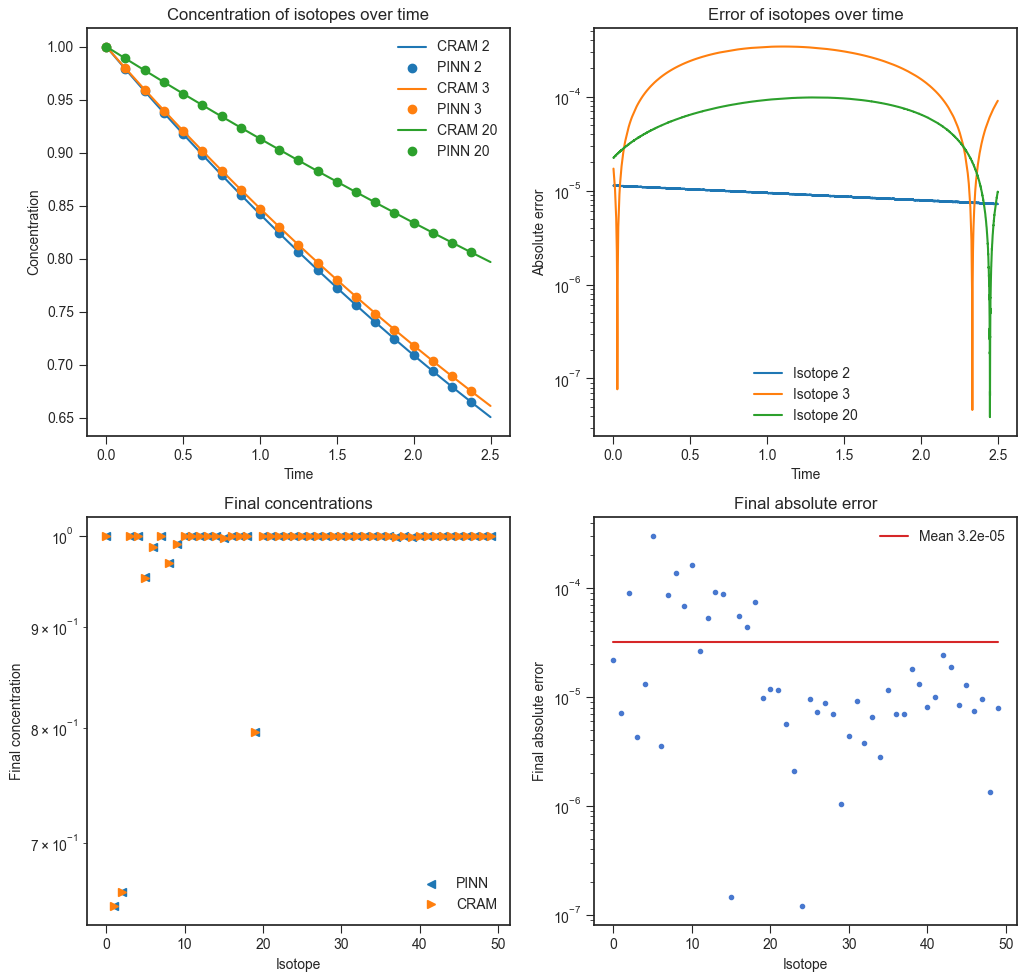 Concentration of isotopes over time
1.00
0.95
0.90
0.85
0.80
0.75
0.70
0.65
Concentration
CRAM 2
PINN 2
CRAM 3
PINN 3
CRAM 20
PINN 20
0.0 0.5 1.0 1.5 2.0 2.5
Time
Error of isotopes over time
10⁻⁴
10⁻⁵
10⁻⁶
10⁻⁷
Absolute error
Isotope 2
Isotope 3
Isotope 20
0.0 0.5 1.0 1.5 2.0 2.5
Time
Final concentrations
10⁰
9 × 10⁻¹
8 × 10⁻¹
7 × 10⁻¹
Final concentration
PINN
CRAM
0 10 20 30 40 50
Isotope
Final absolute error
Mean 3.2e-05
10⁻⁴
10⁻⁵
10⁻⁶
10⁻⁷
Final absolute error
0 10 20 30 40 50
Isotope